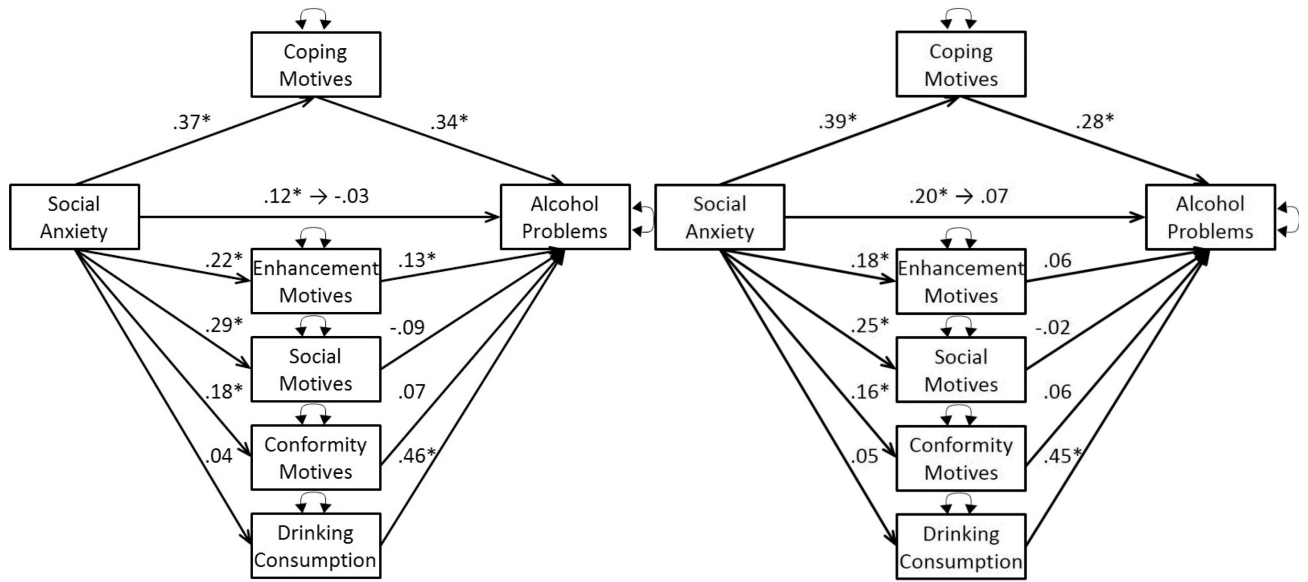 Coping
Motives
.37*
.34*
Social
Anxiety
.12* → -.03
Alcohol
Problems
.22*
Enhancement
Motives
.13*
.29*
Social
Motives
-.09
.18*
Conformity
Motives
.07
.04
Drinking
Consumption
.46*
Coping
Motives
.39*
.28*
Social
Anxiety
.20* → .07
Alcohol
Problems
.18*
Enhancement
Motives
.06
.25*
Social
Motives
-.02
.16*
Conformity
Motives
.06
.05
Drinking
Consumption
.45*